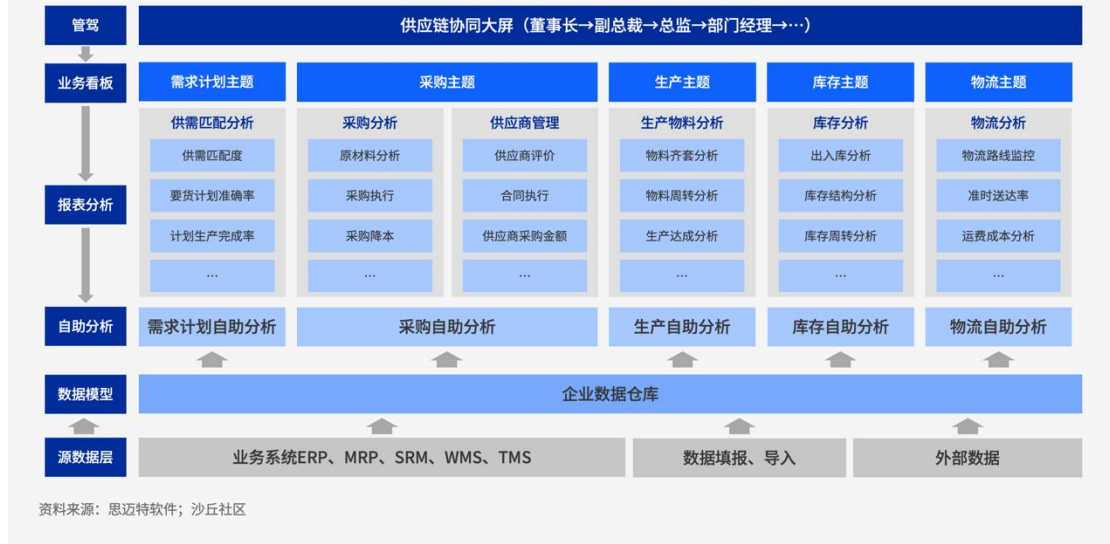 管驾
供应链协同大屏（董事长→副总裁→总监→部门经理→…）
业务看板
需求计划主题
采购主题
生产主题
库存主题
物流主题
供需匹配分析
采购分析
供应商管理
生产物料分析
库存分析
物流分析
供需匹配度
原材料分析
供应商评价
物料齐套分析
出入库分析
物流路线监控
报表分析
要货计划准确率
采购执行
合同执行
物料周转分析
库存结构分析
准时送达率
计划生产完成率
采购降本
供应商采购金额
生产达成分析
库存周转分析
运费成本分析
…
…
…
…
…
…
自助分析
需求计划自助分析
采购自助分析
生产自助分析
库存自助分析
物流自助分析
数据模型
企业数据仓库
源数据层
业务系统ERP、MRP、SRM、WMS、TMS
数据填报、导入
外部数据
资料来源：思迈特软件；沙丘社区